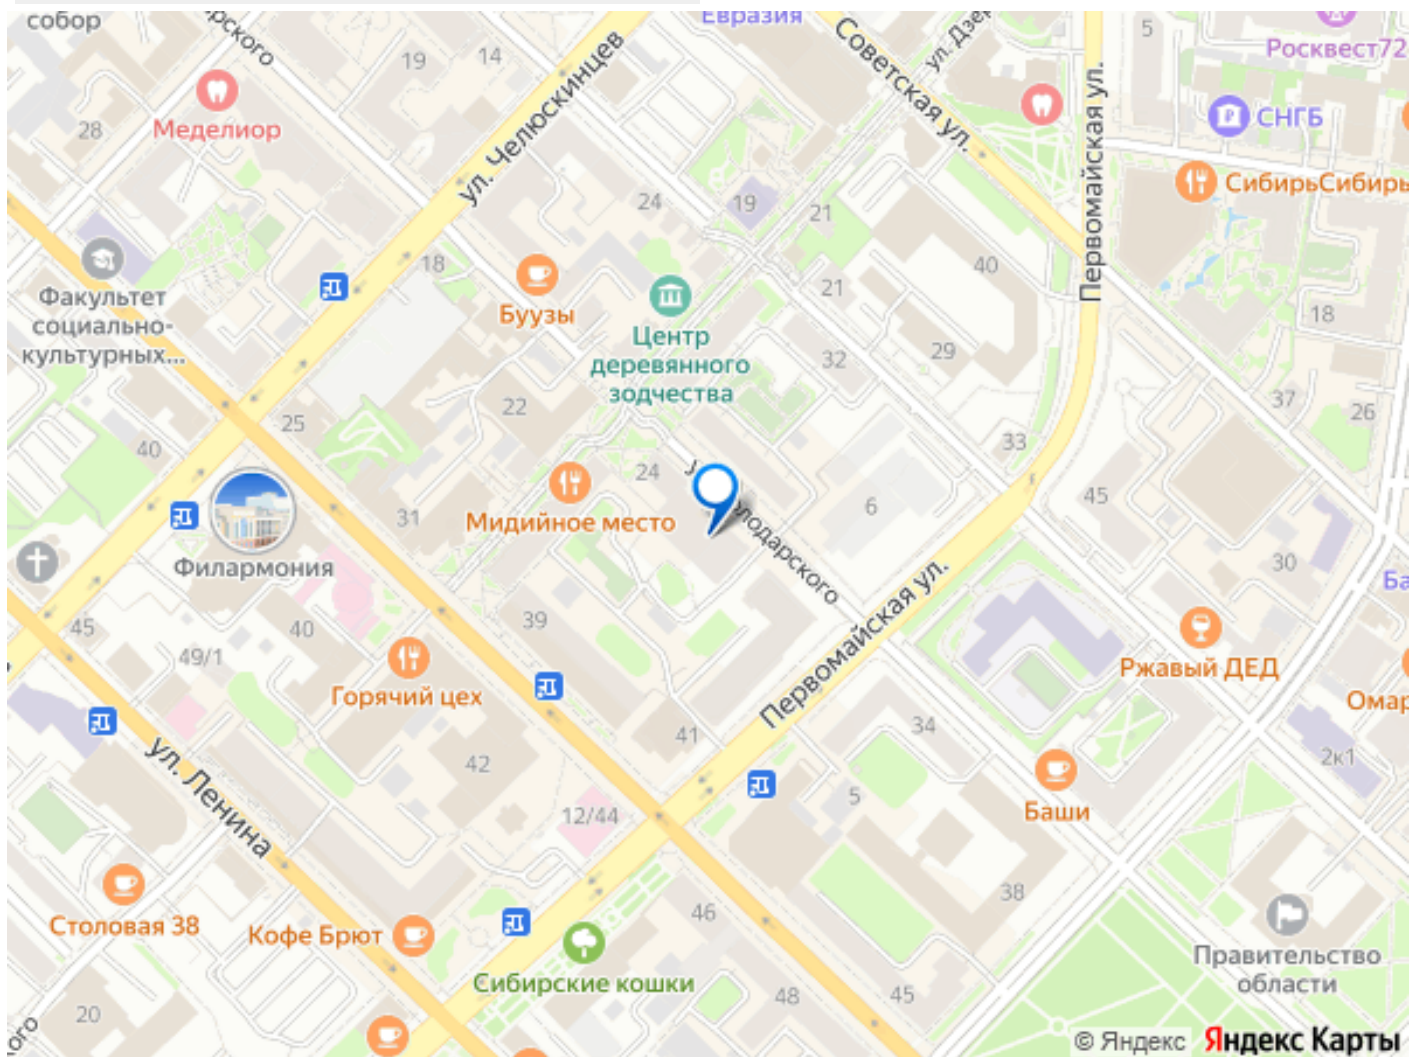 собор
рского
19
14
Евразия
Советская ул.
5
Росквест72
28
Меделиор
ул. Челюскинцев
Первомайская ул.
СНГБ
СибирьСибирь
24
19
21
18
40
21
Факультет
социально-
культурных...
Буузы
Центр
деревянного
зодчества
32
29
18
22
25
37
26
40
33
24
45
6
31
Мидийное место
лодарского
Филармония
30
Ба
45
40
39
Первомайская ул.
49/1
Ржавый ДЕД
Горячий цех
Омар
ул. Ленина
41
34
42
2к1
12/44
5
Баши
38
Столовая 38
Кофе Брют
46
Сибирские кошки
Правительство
области
48
45
20
ого
© Яндекс Яндекс Карты